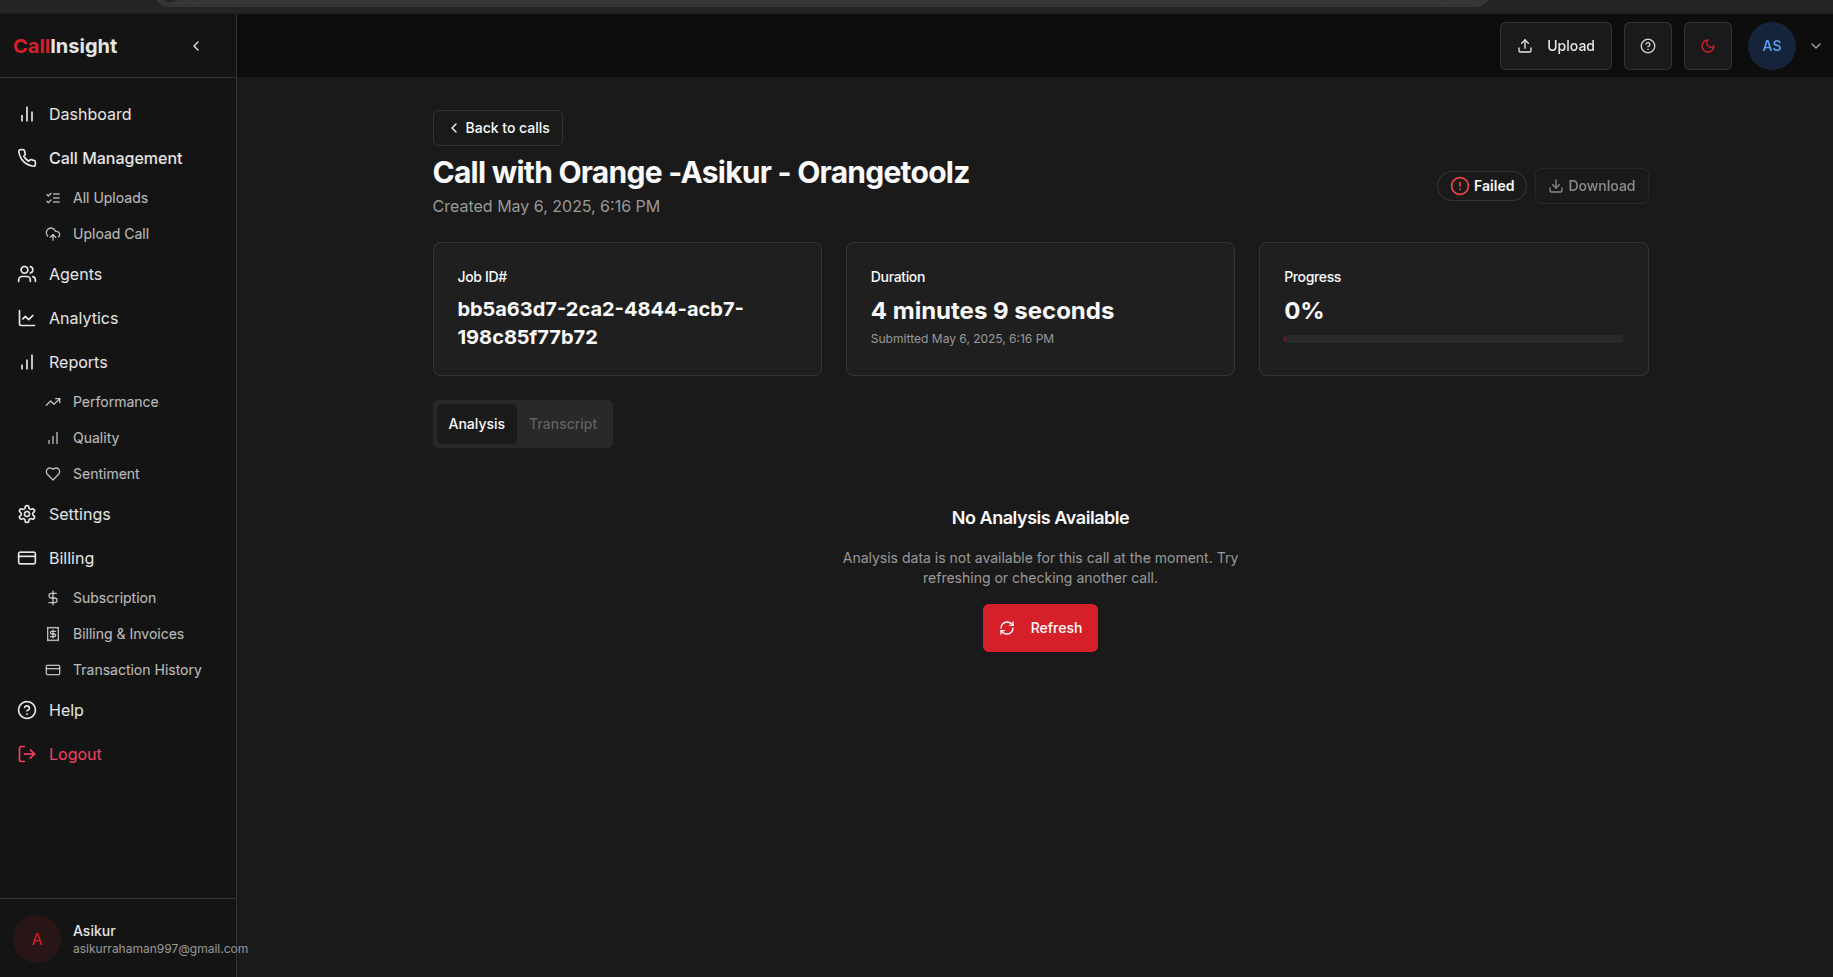 CallInsight
Upload
AS
Dashboard
Call Management
All Uploads
Upload Call
Agents
Analytics
Reports
Performance
Quality
Sentiment
Settings
Billing
Subscription
Billing & Invoices
Transaction History
Help
Logout
A
Asikur
asikurrahaman997@gmail.com
Back to calls
Call with Orange -Asikur - Orangetoolz
Created May 6, 2025, 6:16 PM
Failed
Download
Job ID#
bb5a63d7-2ca2-4844-acb7-
198c85f77b72
Duration
4 minutes 9 seconds
Submitted May 6, 2025, 6:16 PM
Progress
0%
Analysis
Transcript
No Analysis Available
Analysis data is not available for this call at the moment. Try
refreshing or checking another call.
Refresh